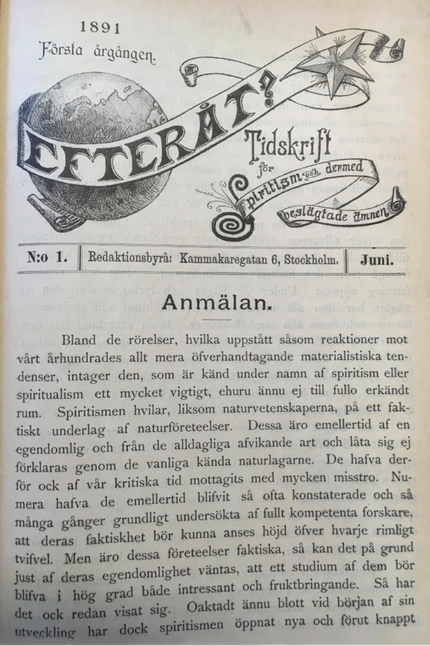 1891
Första årgången.
EFTERÅT?
Tidskrift
för
Spiritism och dermed
beslägtade ämnen
N:o 1. Redaktionsbyrå: Kammakaregatan 6, Stockholm. Juni.
Anmälan.
Bland de rörelser, hvilka uppstått såsom reaktioner mot
vårt århundrades allt mera öfverhandtagande materialistiska ten-
denser, intager den, som är känd under namn af spiritism eller
spiritualism ett mycket vigtigt, ehuru ännu ej till fullo erkändt
rum. Spiritismen hvilar, liksom naturvetenskaperna, på ett fak-
tiskt underlag af naturföreteelser. Dessa äro emellertid af en
egendomlig och från de alldagliga afvikande art och låta sig ej
förklaras genom de vanliga kända naturlagarne. De hafva der-
för ock af vår kritiska tid mottagits med mycken misstro. Nu-
mera hafva de emellertid blifvit så ofta konstaterade och så
många gånger grundligt undersökta af fullt kompetenta forskare,
att deras faktiskhet bör kunna anses höjd öfver hvarje rimligt
tvifvel. Men äro dessa företeelser faktiska, så kan det på grund
just af deras egendomlighet väntas, att ett studium af dem bör
blifva i hög grad både intressant och fruktbringande. Så har
det ock redan visat sig. Oaktadt ännu blott vid början af sin
utveckling har dock spiritismen öppnat nya och förut knappt